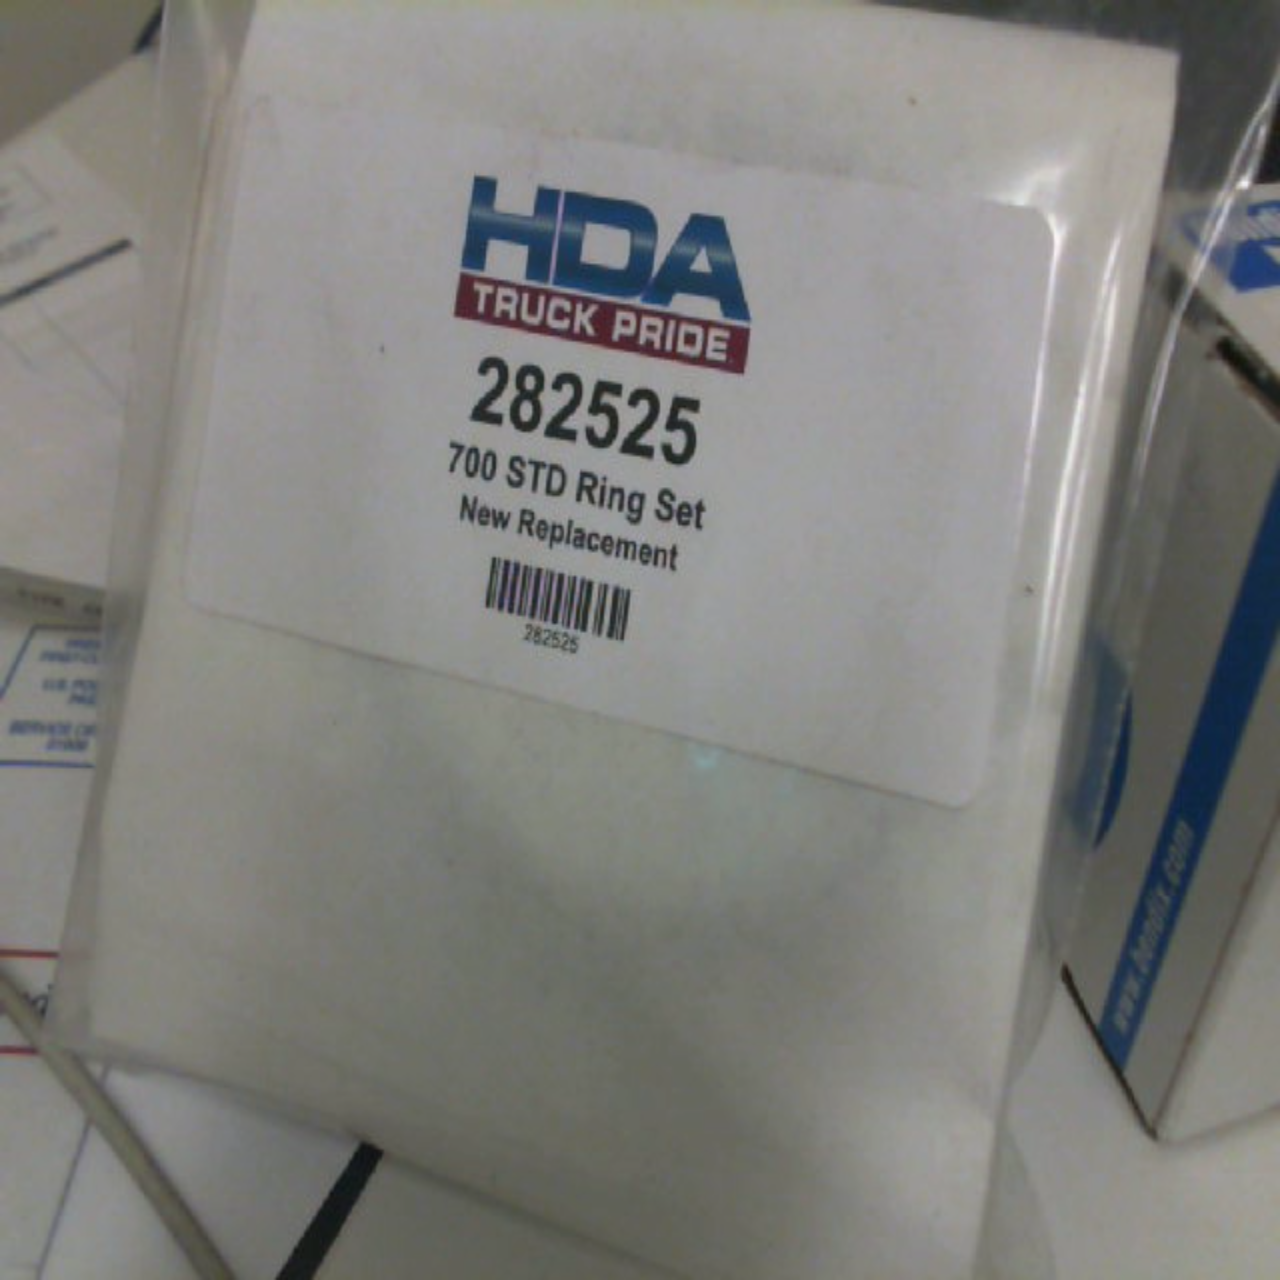 HDA
TRUCK PRIDE
282525
700 STD Ring Set
New Replacement
282525
www.bendix.com